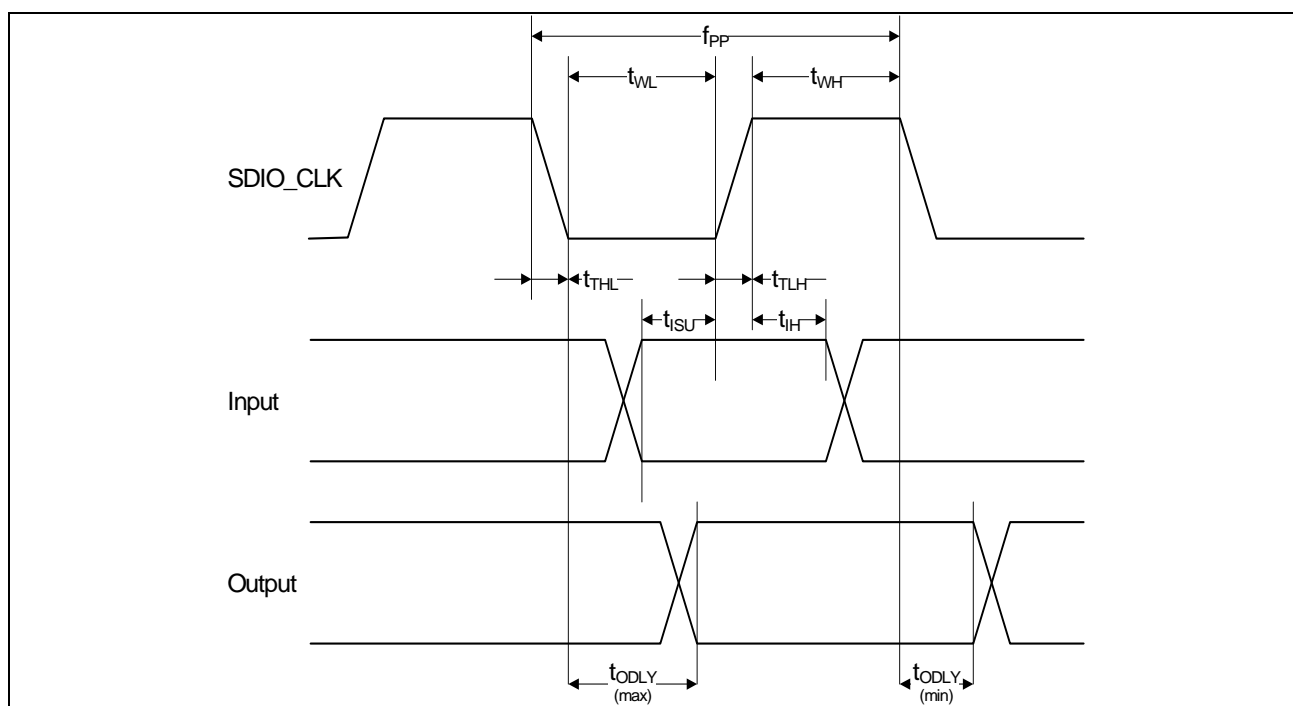 fPP
tWL
tWH
SDIO_CLK
tTHL
tTLH
tISU
tIH
Input
Output
tODLY
(max)
tODLY
(min)